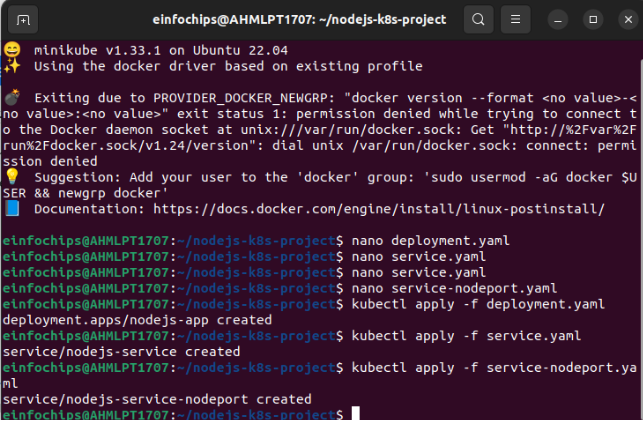 einfochips@AHMLPT1707: ~/nodejs-k8s-project
minikube v1.33.1 on Ubuntu 22.04
Using the docker driver based on existing profile
Exiting due to PROVIDER_DOCKER_NEWGRP: "docker version --format <no value>-<
no value>:<no value>" exit status 1: permission denied while trying to connect t
o the Docker daemon socket at unix:///var/run/docker.sock: Get "http://%2Fvar%2F
run%2Fdocker.sock/v1.24/version": dial unix /var/run/docker.sock: connect: permi
ssion denied
Suggestion: Add your user to the 'docker' group: 'sudo usermod -aG docker $U
SER && newgrp docker'
Documentation: https://docs.docker.com/engine/install/linux-postinstall/
einfochips@AHMLPT1707:~/nodejs-k8s-project$ nano deployment.yaml
einfochips@AHMLPT1707:~/nodejs-k8s-project$ nano service.yaml
einfochips@AHMLPT1707:~/nodejs-k8s-project$ nano service.yaml
einfochips@AHMLPT1707:~/nodejs-k8s-project$ nano service-nodeport.yaml
einfochips@AHMLPT1707:~/nodejs-k8s-project$ kubectl apply -f deployment.yaml
deployment.apps/nodejs-app created
einfochips@AHMLPT1707:~/nodejs-k8s-project$ kubectl apply -f service.yaml
service/nodejs-service created
einfochips@AHMLPT1707:~/nodejs-k8s-project$ kubectl apply -f service-nodeport.ya
ml
service/nodejs-service-nodeport created
einfochips@AHMLPT1707:~/nodejs-k8s-project$